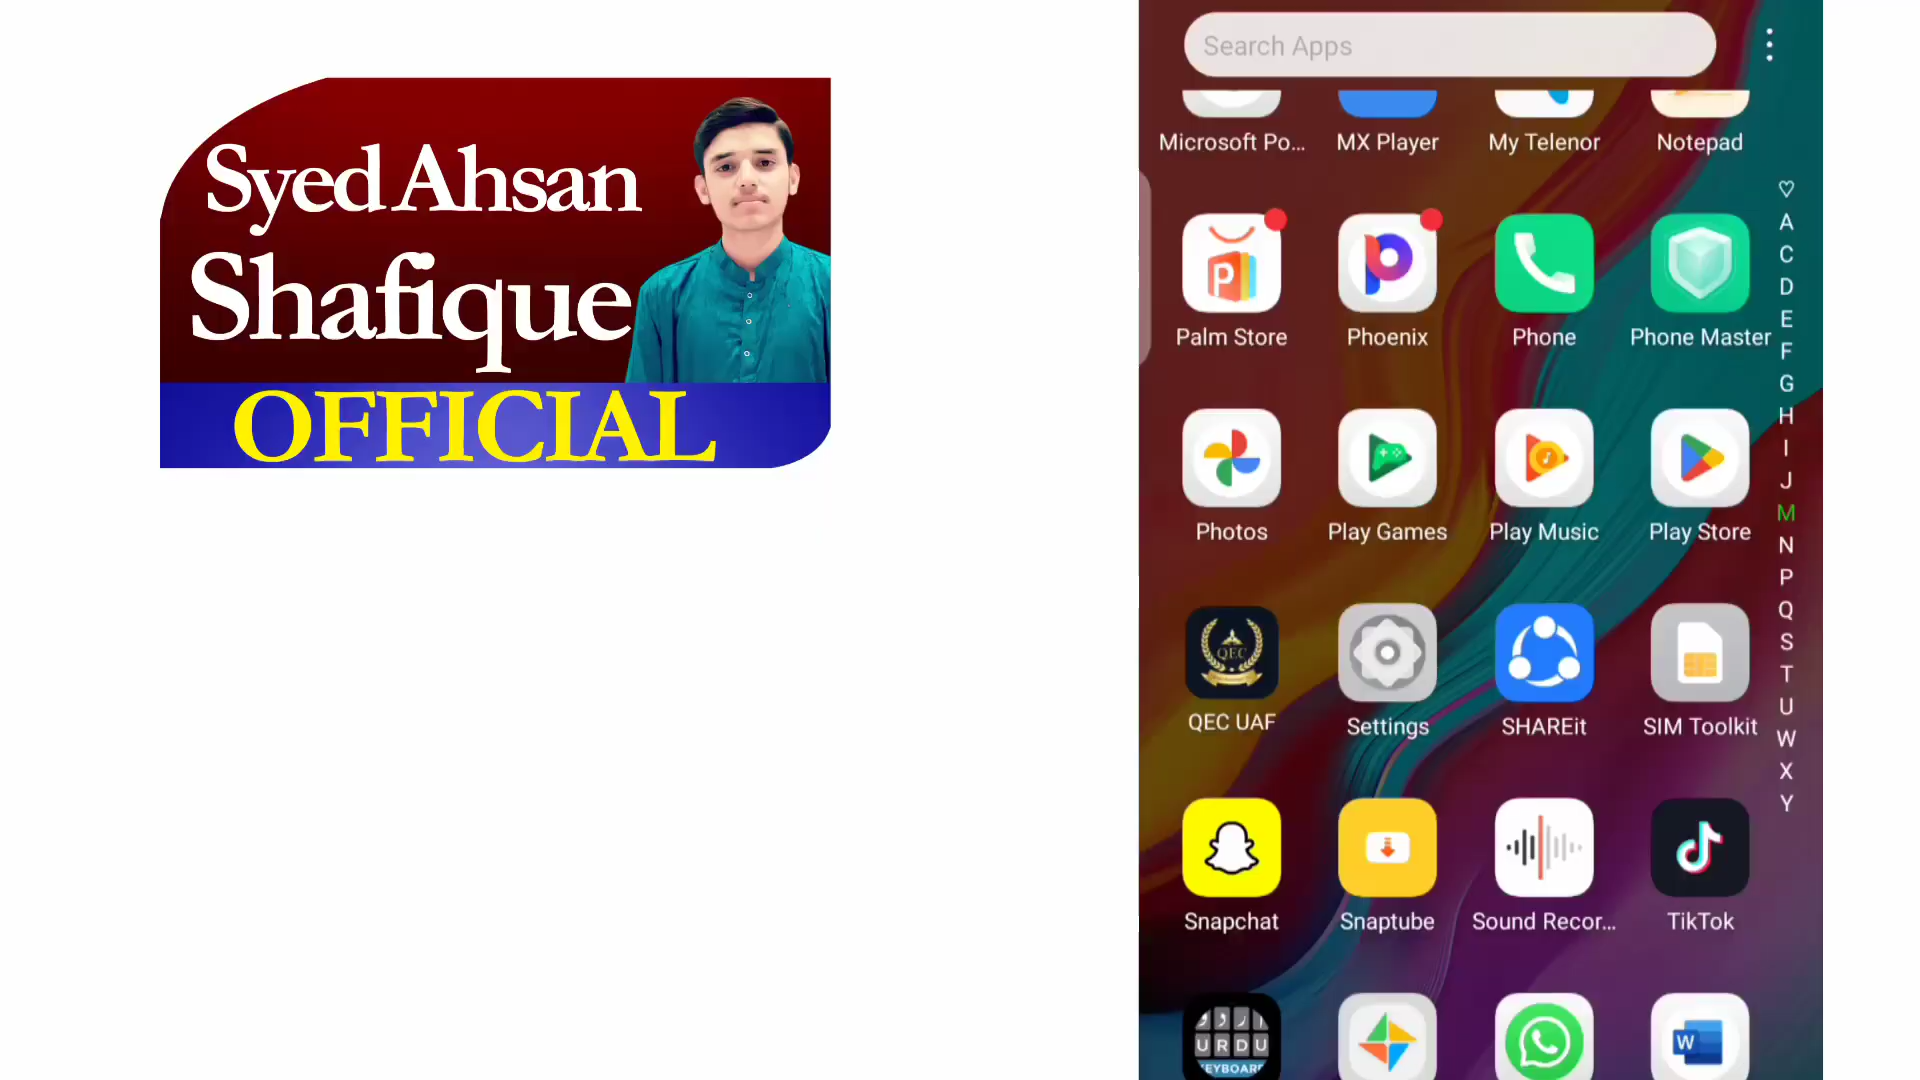 Syed Ahsan
Shafique
OFFICIAL
Search Apps
Microsoft Po... MX Player My Telenor Notepad
♡
A
C
D
E
F
G
H
I
J
M
N
P
Q
S
T
U
W
X
Y
P
Palm Store Phoenix Phone Phone Master
Photos Play Games Play Music Play Store
QEC
QEC UAF Settings SHAREit SIM Toolkit
Snapchat Snaptube Sound Recor... TikTok
URDU
KEYBOARD
W